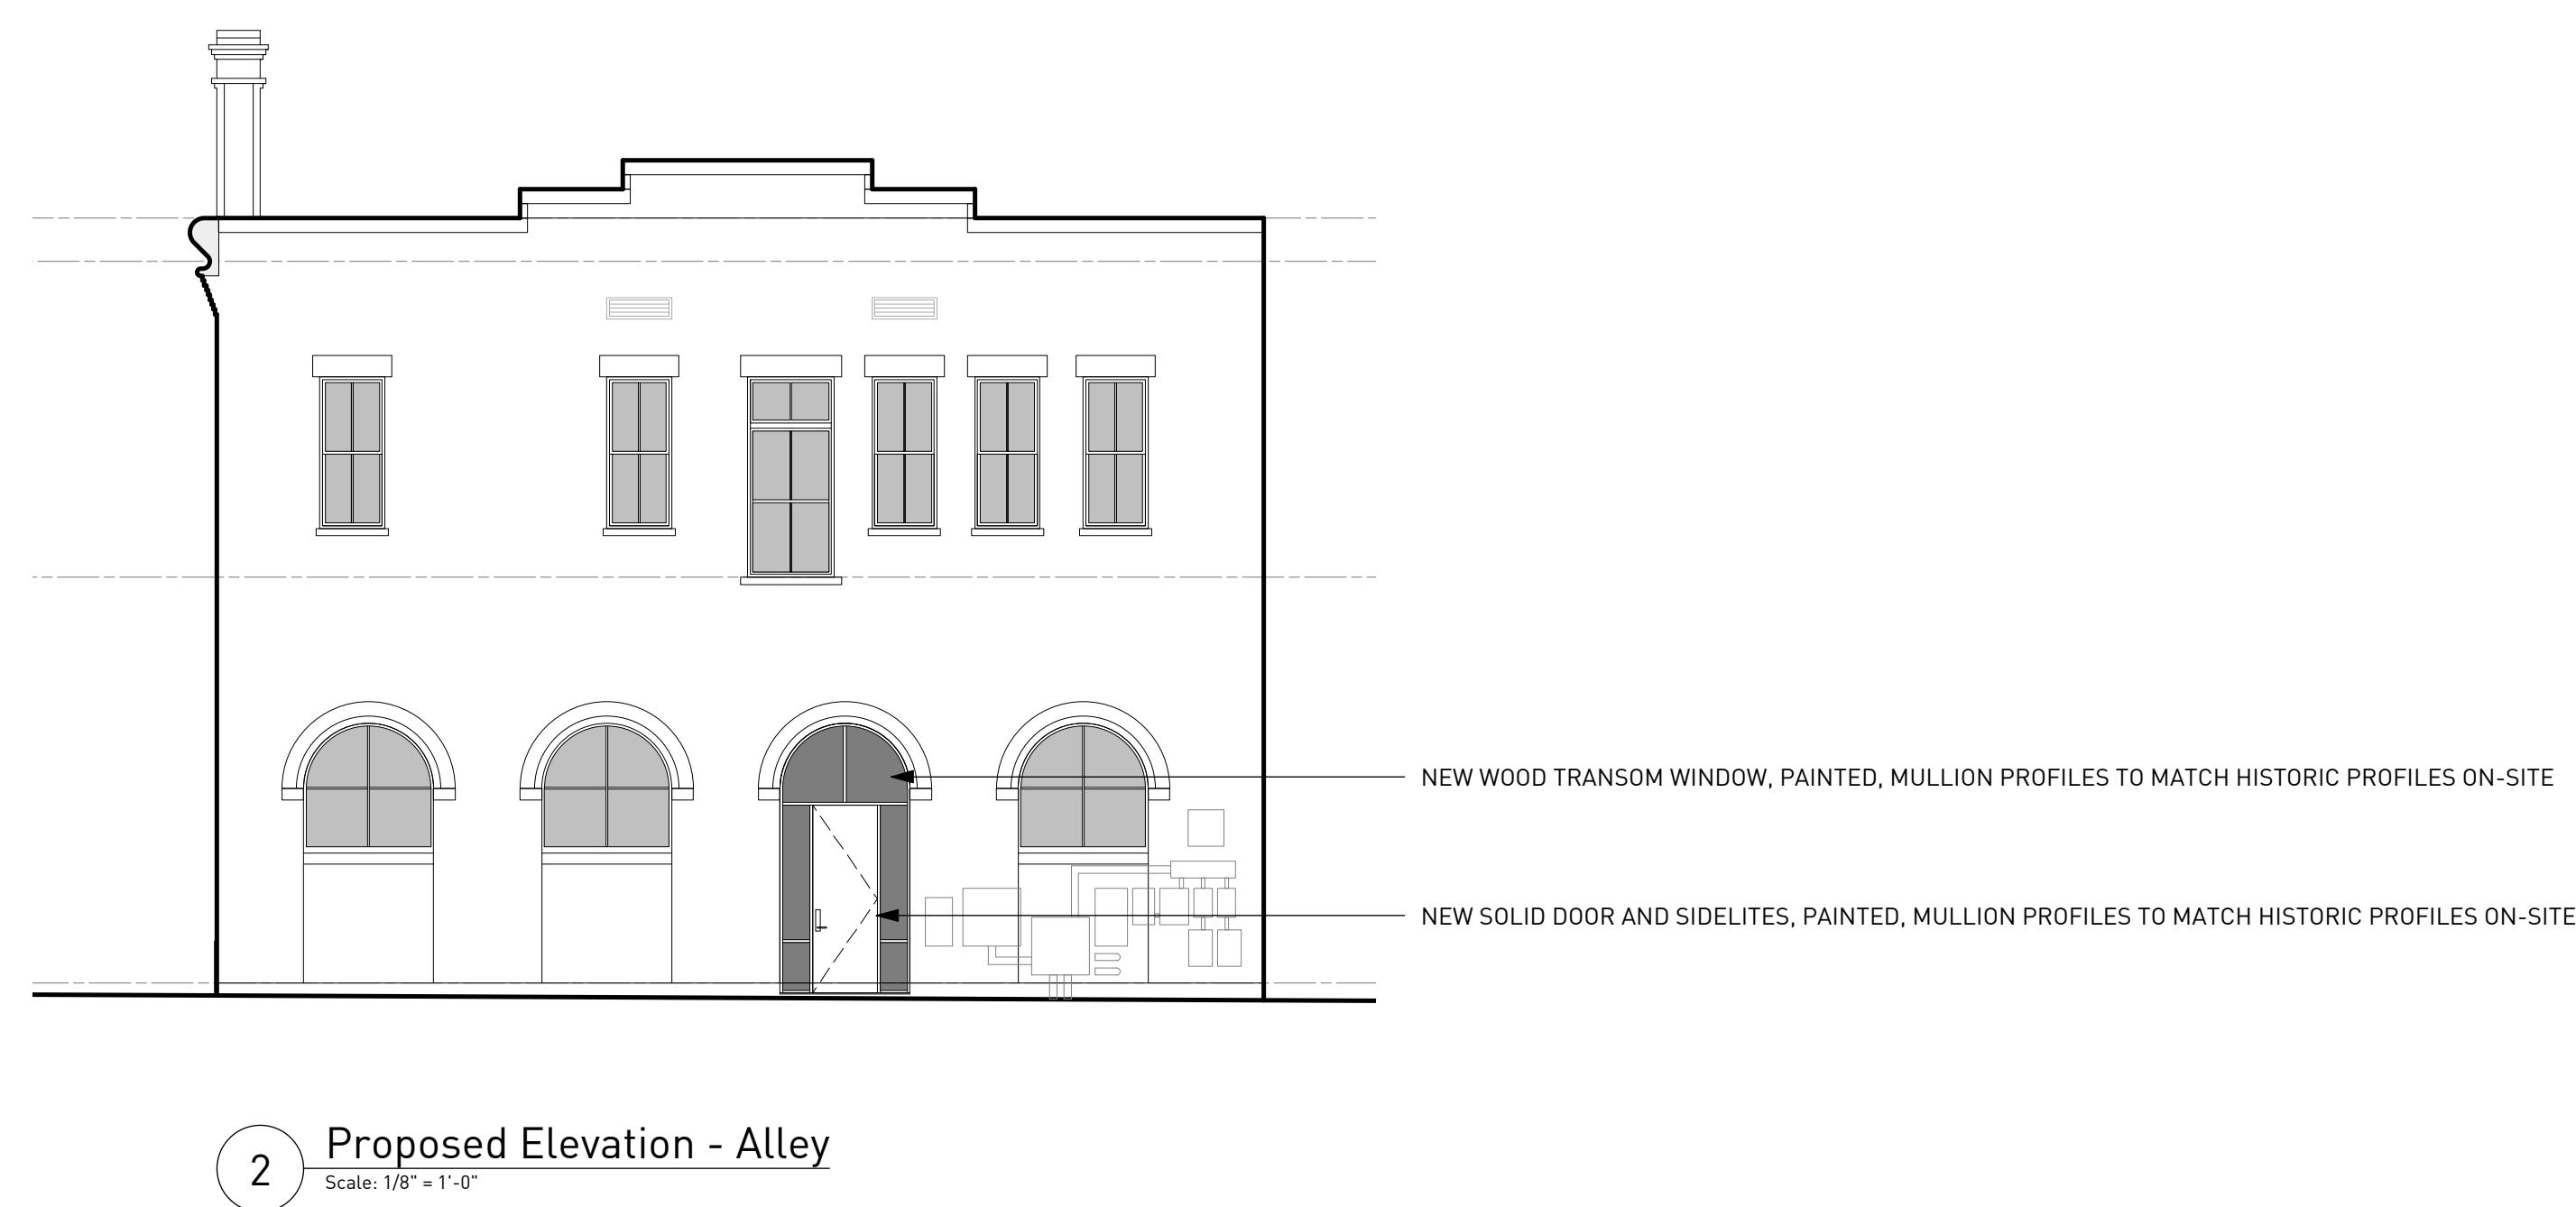 NEW WOOD TRANSOM WINDOW, PAINTED, MULLION PROFILES TO MATCH HISTORIC PROFILES ON-SITE
NEW SOLID DOOR AND SIDELITES, PAINTED, MULLION PROFILES TO MATCH HISTORIC PROFILES ON-SITE
2
Proposed Elevation - Alley
Scale: 1/8" = 1'-0"